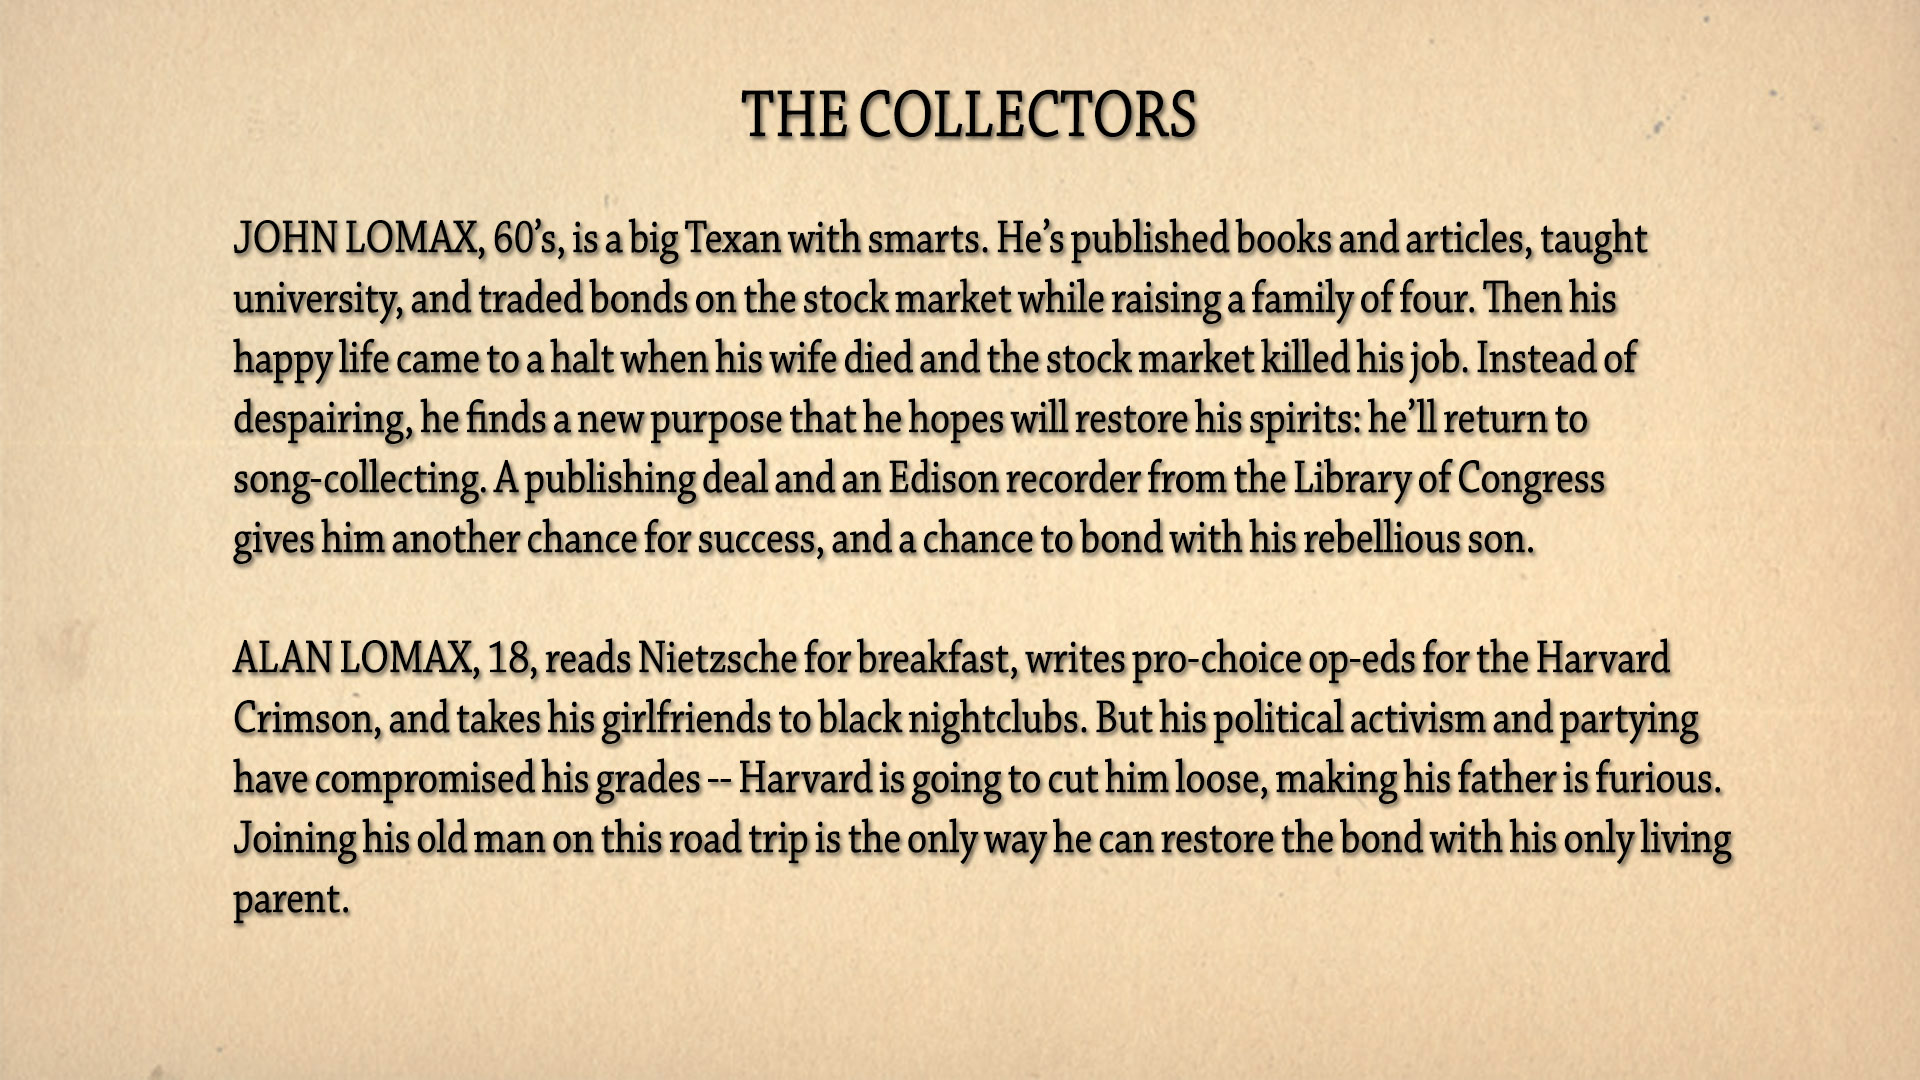 THE COLLECTORS
JOHN LOMAX, 60’s, is a big Texan with smarts. He’s published books and articles, taught
university, and traded bonds on the stock market while raising a family of four. Then his
happy life came to a halt when his wife died and the stock market killed his job. Instead of
despairing, he finds a new purpose that he hopes will restore his spirits: he’ll return to
song-collecting. A publishing deal and an Edison recorder from the Library of Congress
gives him another chance for success, and a chance to bond with his rebellious son.
ALAN LOMAX, 18, reads Nietzsche for breakfast, writes pro-choice op-eds for the Harvard
Crimson, and takes his girlfriends to black nightclubs. But his political activism and partying
have compromised his grades -- Harvard is going to cut him loose, making his father is furious.
Joining his old man on this road trip is the only way he can restore the bond with his only living
parent.